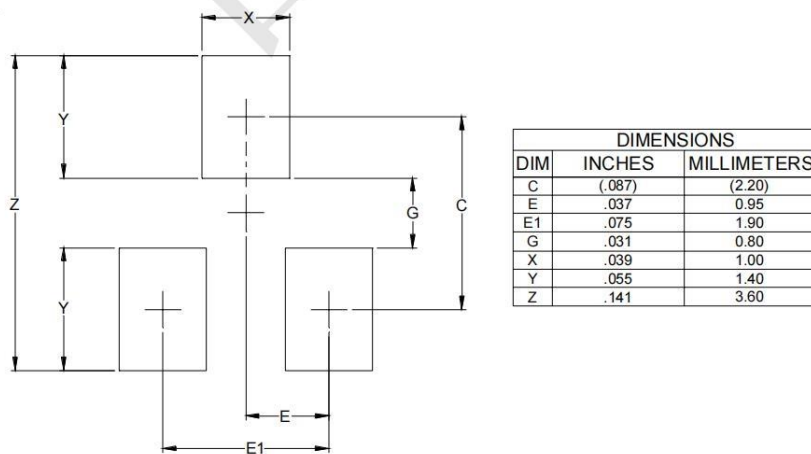 X
Y
Z
G
C
Y
E
E1
DIMENSIONS
DIM INCHES MILLIMETERS
C (.087) (2.20)
E .037 0.95
E1 .075 1.90
G .031 0.80
X .039 1.00
Y .055 1.40
Z .141 3.60